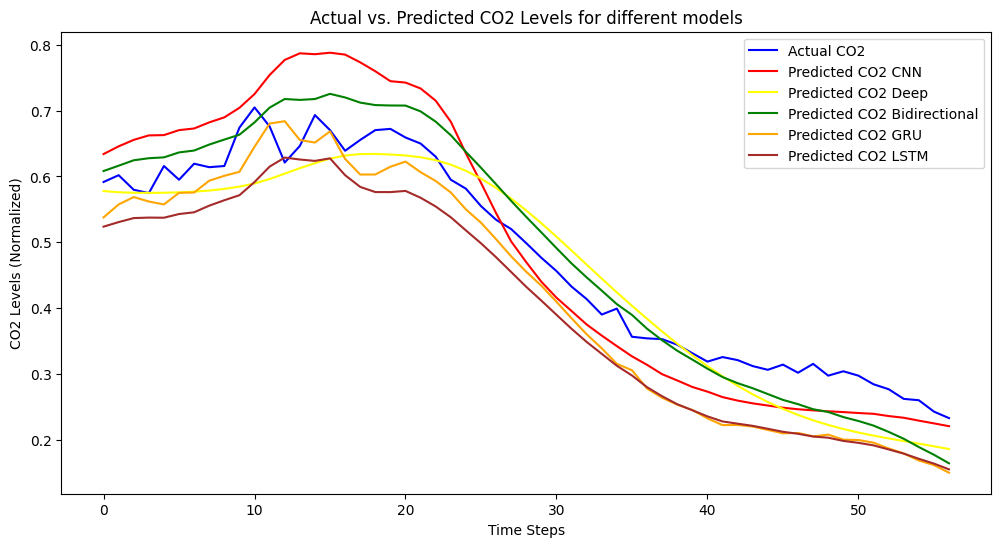 Actual vs. Predicted CO2 Levels for different models
CO2 Levels (Normalized)
0.8
0.7
0.6
0.5
0.4
0.3
0.2
Actual CO2
Predicted CO2 CNN
Predicted CO2 Deep
Predicted CO2 Bidirectional
Predicted CO2 GRU
Predicted CO2 LSTM
0 10 20 30 40 50
Time Steps